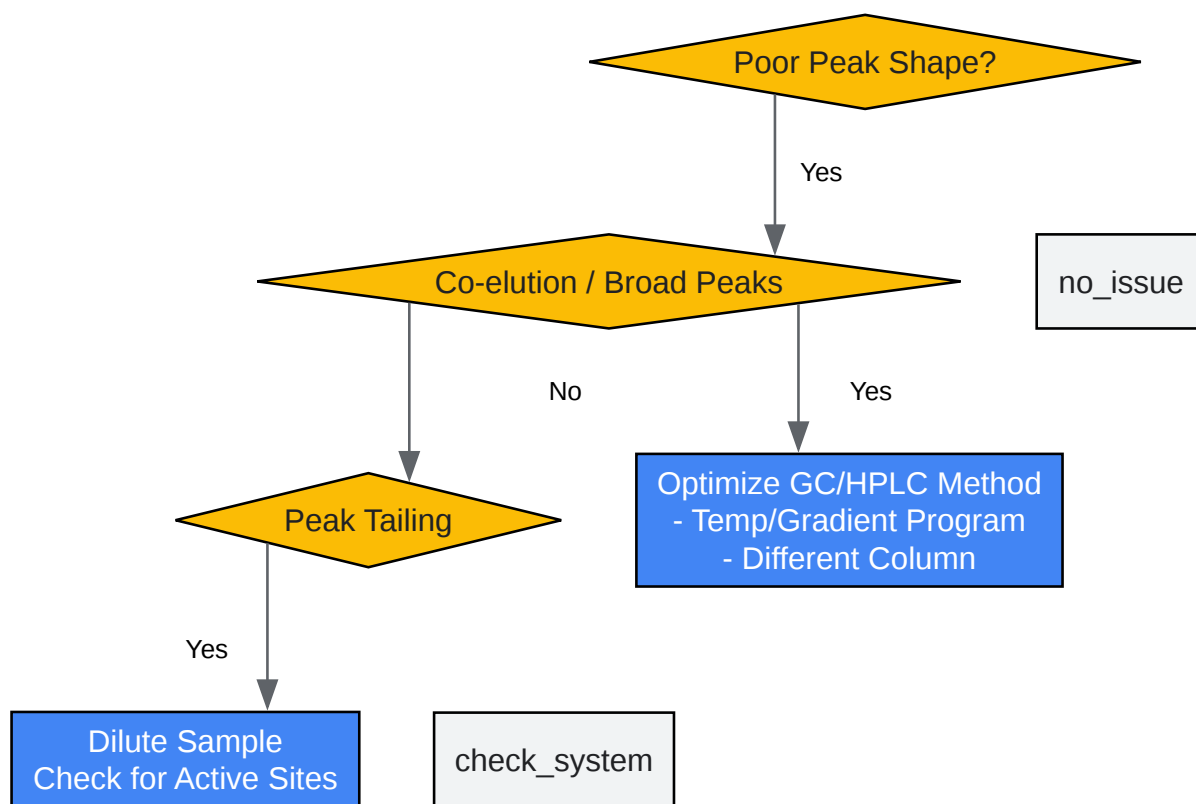 Poor Peak Shape?
Yes
Co-elution / Broad Peaks
no_issue
No
Yes
Optimize GC/HPLC Method
- Temp/Gradient Program
- Different Column
Peak Tailing
Yes
Dilute Sample
Check for Active Sites
check_system